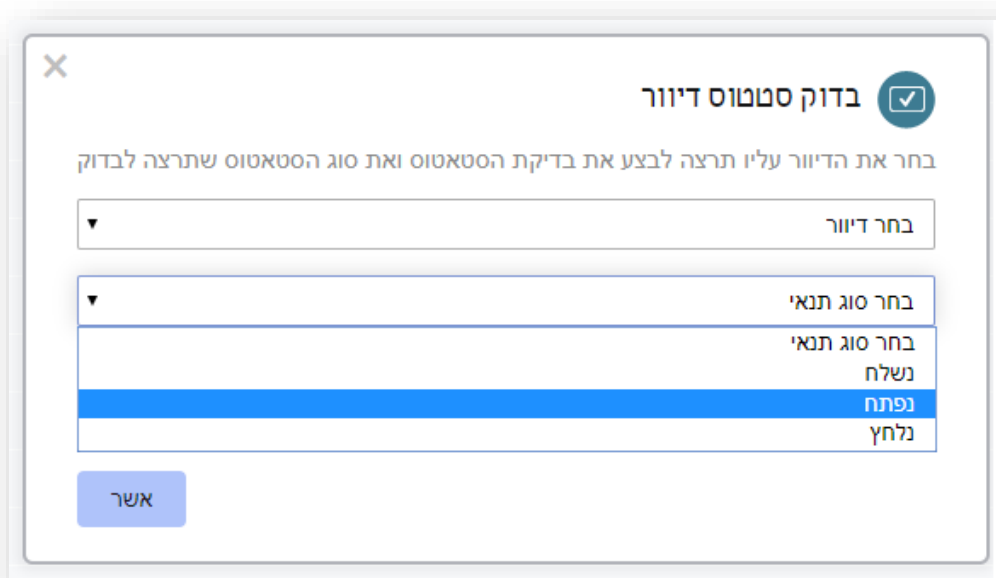 בדוק סטטוס דיוור
בחר את הדיוור עליו תרצה לבצע את בדיקת הסטאטוס ואת סוג הסטאטוס שתרצה לבדוק
בחר דיוור
בחר סוג תנאי
בחר סוג תנאי
נשלח
נפתח
נלחץ
אשר